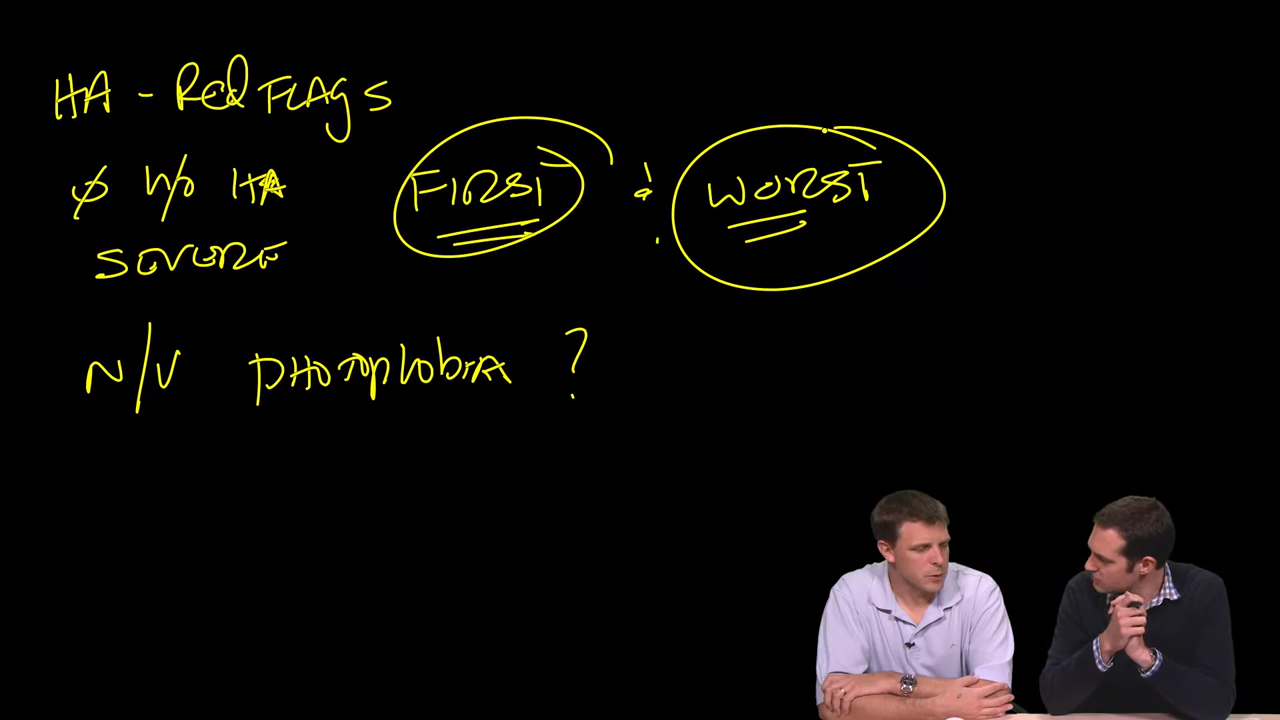 HA - Red FLAgS
∅ h/o HA FIRST & WORST
SEVERE
N/V PHOTOPhobIA ?